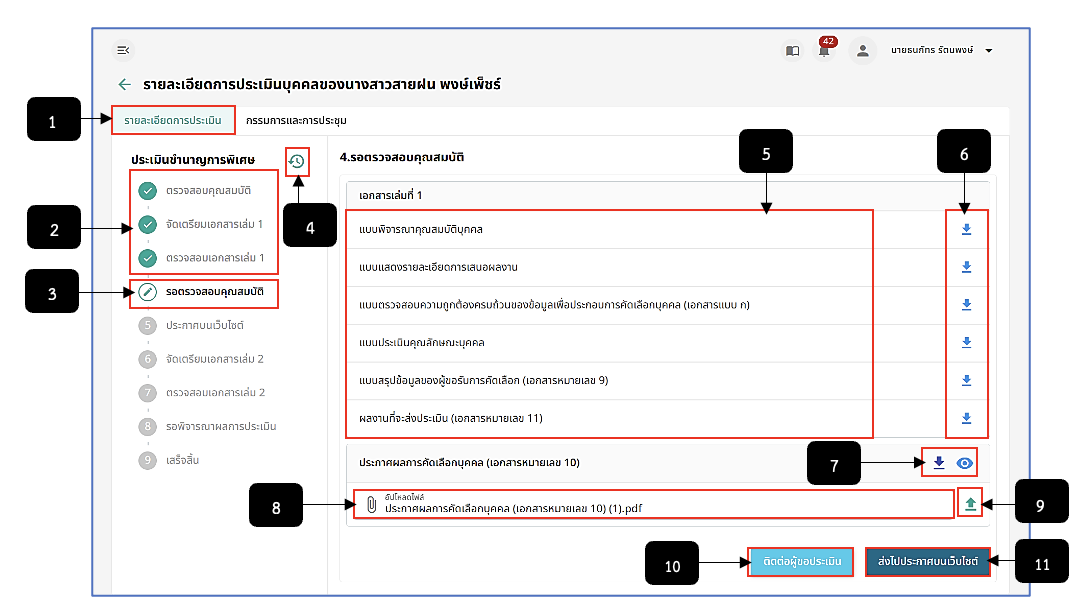 42
นายธนภัทร รัตนพงษ์
รายละเอียดการประเมินบุคคลของนางสาวสายฝน พงษ์เพ็ชร์
1
รายละเอียดการประเมิน
กรรมการและการประชุม
ประเมินชำนาญการพิเศษ
4.รอตรวจสอบคุณสมบัติ
5
6
ตรวจสอบคุณสมบัติ
เอกสารเล่มที่ 1
2
จัดเตรียมเอกสารเล่ม 1
4
แบบพิจารณาคุณสมบัติบุคคล
ตรวจสอบเอกสารเล่ม 1
แบบแสดงรายละเอียดการเสนอผลงาน
3
รอตรวจสอบคุณสมบัติ
แบบตรวจสอบความถูกต้องครบถ้วนของข้อมูลเพื่อประกอบการคัดเลือกบุคคล (เอกสารแบบ ก)
5 ประกาศบนเว็บไซต์
แบบประเมินคุณลักษณะบุคคล
6 จัดเตรียมเอกสารเล่ม 2
แบบสรุปข้อมูลของผู้ขอรับการคัดเลือก (เอกสารหมายเลข 9)
7 ตรวจสอบเอกสารเล่ม 2
ผลงานที่จะส่งประเมิน (เอกสารหมายเลข 11)
8 รอพิจารณาผลการประเมิน
9 เสร็จสิ้น
ประกาศผลการคัดเลือกบุคคล (เอกสารหมายเลข 10)
7
8
อัปโหลดไฟล์
ประกาศผลการคัดเลือกบุคคล (เอกสารหมายเลข 10) (1).pdf
9
10
ติดต่อผู้ขอประเมิน
ส่งไปประกาศบนเว็บไซต์
11